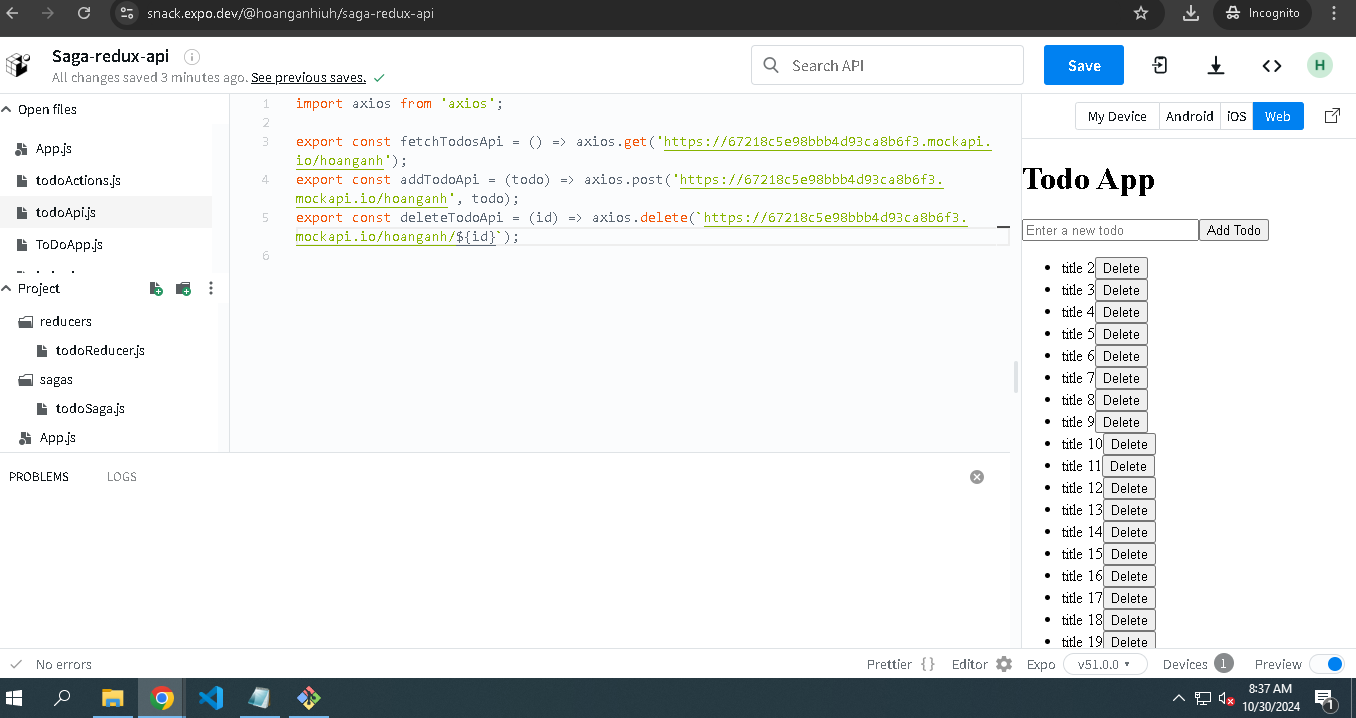 snack.expo.dev/@hoanganhiuh/saga-redux-api
Incognito
Saga-redux-api
All changes saved 3 minutes ago. See previous saves.
Search API
Save
H
Open files
App.js
todoActions.js
todoApi.js
ToDoApp.js
Project
reducers
todoReducer.js
sagas
todoSaga.js
App.js
1 import axios from 'axios';
2
3 export const fetchTodosApi = () => axios.get('https://67218c5e98bbb4d93ca8b6f3.mockapi.
io/hoanganh');
4 export const addTodoApi = (todo) => axios.post('https://67218c5e98bbb4d93ca8b6f3.
mockapi.io/hoanganh', todo);
5 export const deleteTodoApi = (id) => axios.delete(`https://67218c5e98bbb4d93ca8b6f3.
mockapi.io/hoanganh/${id}`);
6
My Device Android iOS Web
Todo App
Enter a new todo Add Todo
title 2 Delete
title 3 Delete
title 4 Delete
title 5 Delete
title 6 Delete
title 7 Delete
title 8 Delete
title 9 Delete
title 10 Delete
title 11 Delete
title 12 Delete
title 13 Delete
title 14 Delete
title 15 Delete
title 16 Delete
title 17 Delete
title 18 Delete
title 19 Delete
PROBLEMS LOGS
No errors
Prettier {} Editor Expo v51.0.0 Devices 1 Preview
8:37 AM
10/30/2024
1